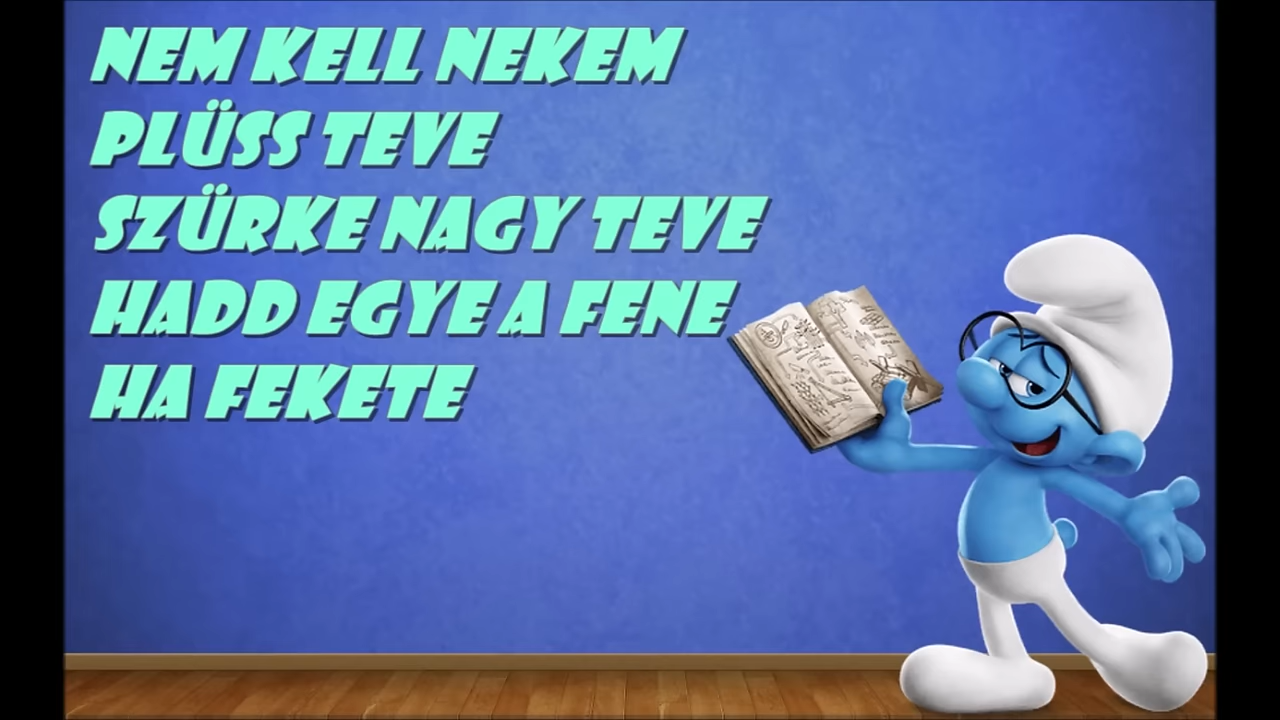 NEM KELL NEKEM
PLÜSS TEVE
SZÜRKE NAGY TEVE
HADD EGYE A FENE
HA FEKETE